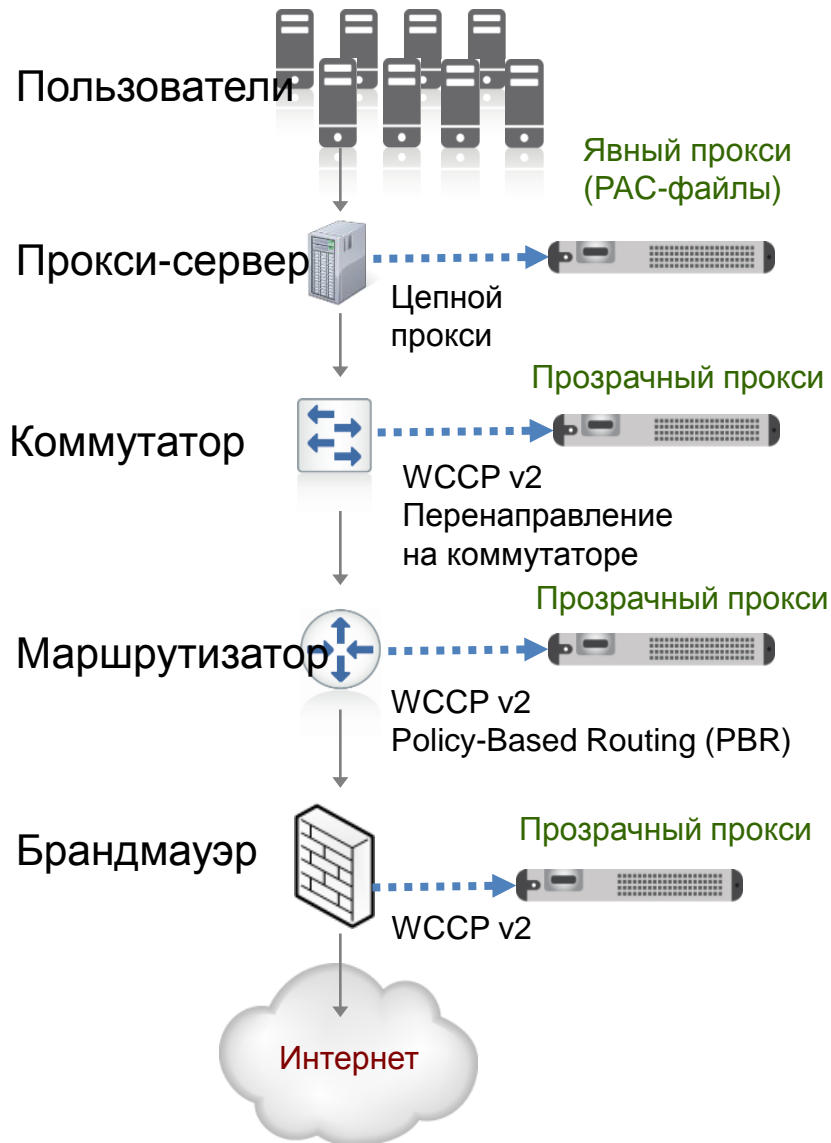 Пользователи
Явный прокси
(PAC-файлы)
Прокси-сервер
Цепной
прокси
Прозрачный прокси
Коммутатор
WCCP v2
Перенаправление
на коммутаторе
Прозрачный прокси
Маршрутизатор
WCCP v2
Policy-Based Routing (PBR)
Прозрачный прокси
Брандмауэр
WCCP v2
Интернет